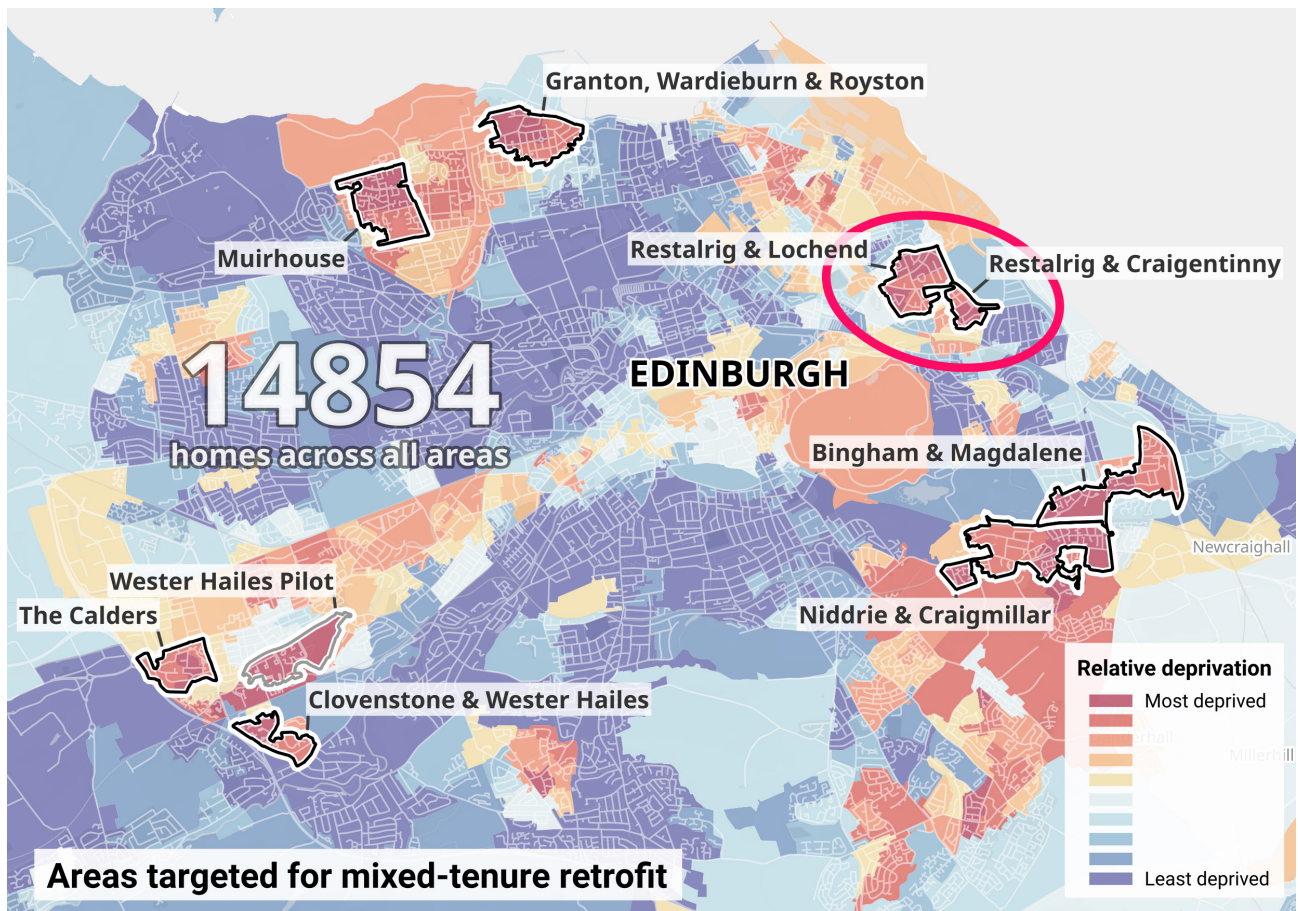 Granton, Wardieburn & Royston
Muirhouse
Restalrig & Lochend
Restalrig & Craigentinny
14854
homes across all areas
EDINBURGH
Bingham & Magdalene
Newcraighall
Wester Hailes Pilot
The Calders
Niddrie & Craigmillar
Clovenstone & Wester Hailes
Relative deprivation
Most deprived
Millerhill
Least deprived
Areas targeted for mixed-tenure retrofit